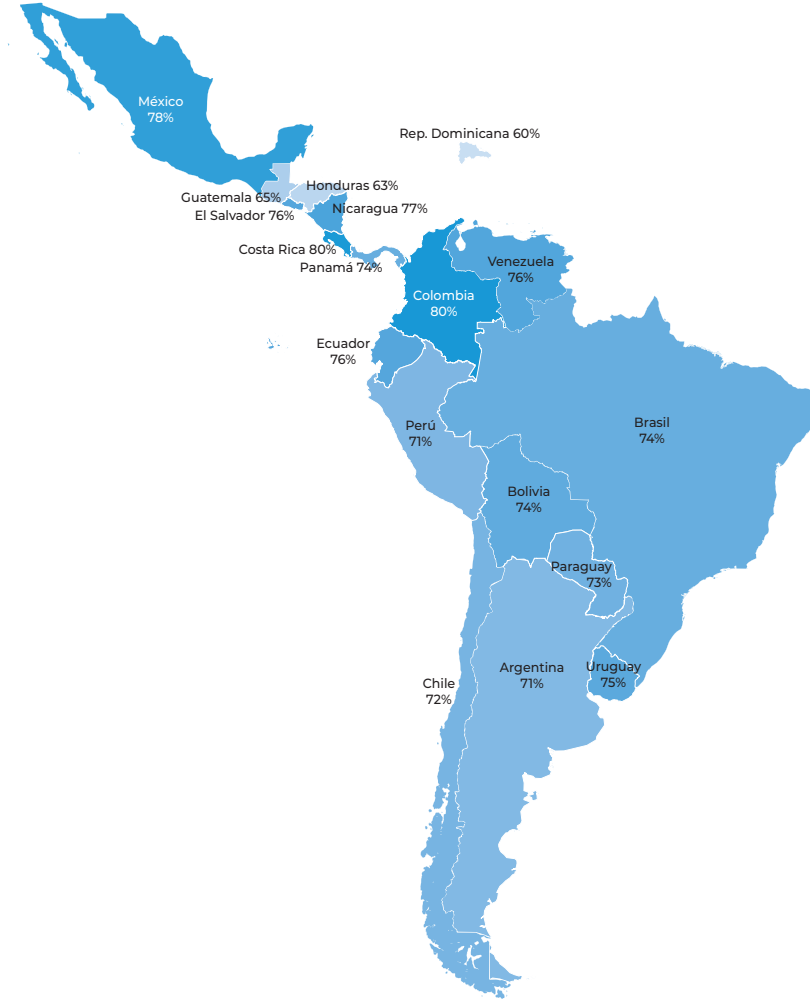 México
78%
Rep. Dominicana 60%
Honduras 63%
Guatemala 65%
Nicaragua 77%
El Salvador 76%
Costa Rica 80%
Panamá 74%
Venezuela
76%
Colombia
80%
Ecuador
76%
Perú
71%
Brasil
74%
Bolivia
74%
Paraguay
73%
Argentina
71%
Uruguay
75%
Chile
72%